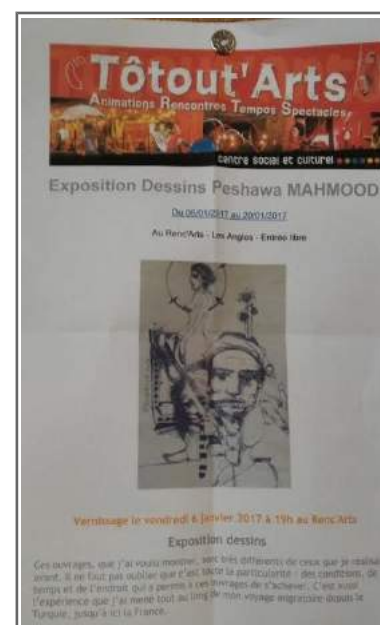 Tôtout'Arts
Animations Rencontres Tempos Spectacles
centre social et culturel
Exposition Dessins Peshawa MAHMOOD
Du 06/01/2017 au 20/01/2017
Au Renc'Arts - Les Angles - Entrée libre
Vernissage le vendredi 6 janvier 2017 à 19h au Renc'Arts
Exposition dessins
Ces ouvrages, que j'ai voulu montrer, sont très différents de ceux que je réalisais
avant. Il ne faut pas oublier que c'est toute la particularité : des conditions, de
temps et de l'endroit qui a permis à ces ouvrages de s'achever. C'est aussi
l'expérience que j'ai mené tout au long de mon voyage migratoire depuis la
Turquie, jusqu'à ici la France.